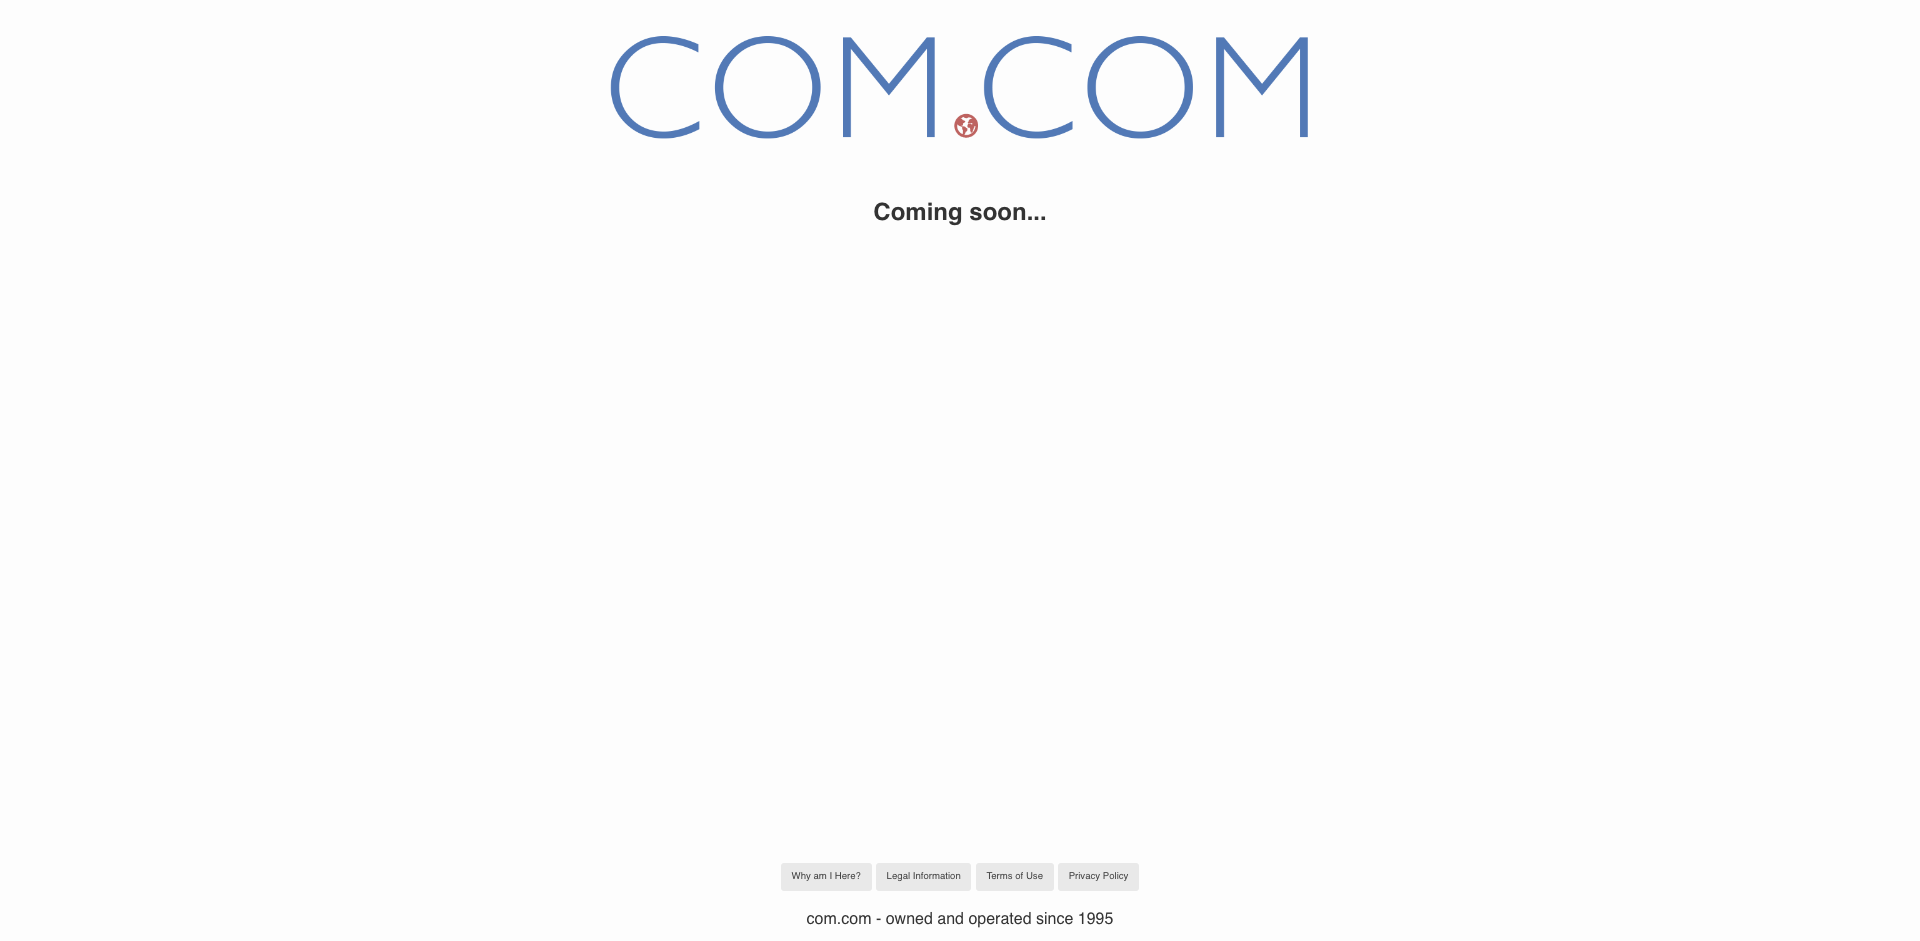 COM.COM
Coming soon...
Why am I Here? Legal Information Terms of Use Privacy Policy
com.com - owned and operated since 1995